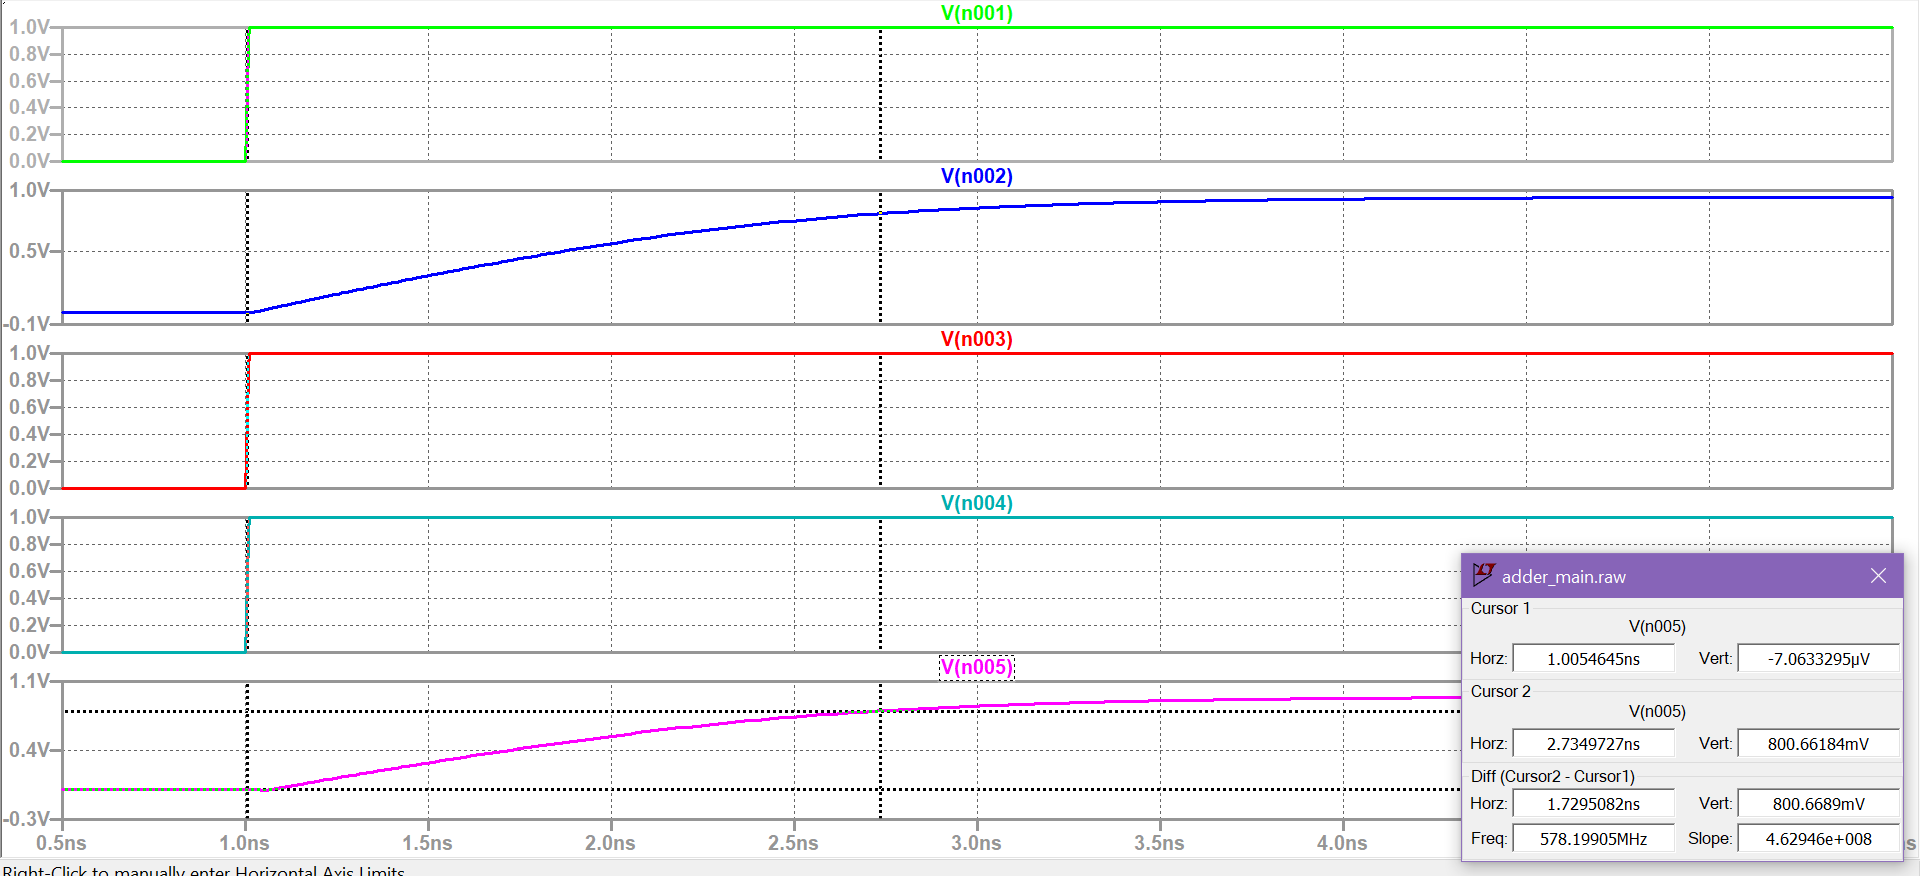 V(n001)
1.0V
0.8V
0.6V
0.4V
0.2V
0.0V
V(n002)
1.0V
0.5V
-0.1V
V(n003)
1.0V
0.8V
0.6V
0.4V
0.2V
0.0V
V(n004)
1.0V
0.8V
0.6V
0.4V
0.2V
0.0V
V(n005)
1.1V
0.4V
-0.3V
0.5ns 1.0ns 1.5ns 2.0ns 2.5ns 3.0ns 3.5ns 4.0ns
adder_main.raw
Cursor 1
V(n005)
Horz: 1.0054645ns Vert: -7.0633295µV
Cursor 2
V(n005)
Horz: 2.7349727ns Vert: 800.66184mV
Diff (Cursor2 - Cursor1)
Horz: 1.7295082ns Vert: 800.6689mV
Freq: 578.19905MHz Slope: 4.62946e+008
Right-Click to manually enter Horizontal Axis Limits